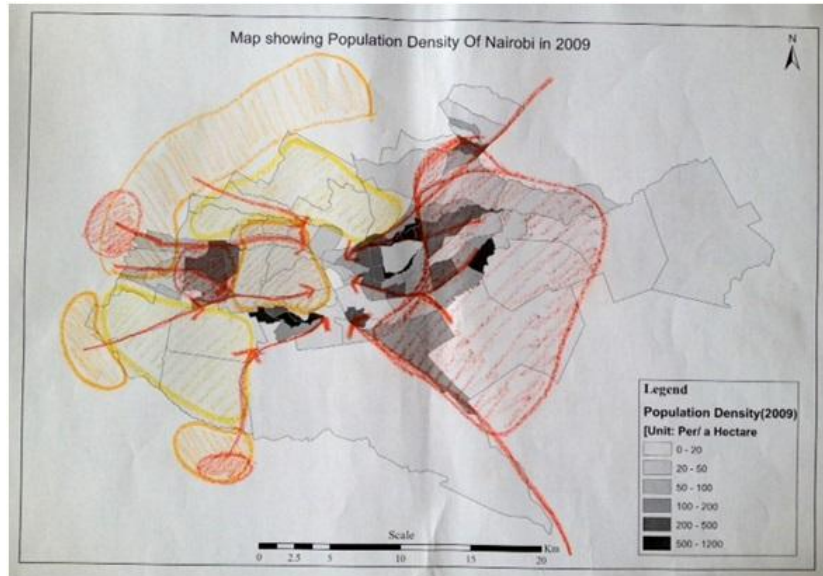 Map showing Population Density Of Nairobi in 2009
N
Legend
Population Density(2009)
[Unit: Per/ a Hectare
0 - 20
20 - 50
50 - 100
100 - 200
200 - 500
500 - 1200
Scale
Km
0 2.5 5 10 15 20